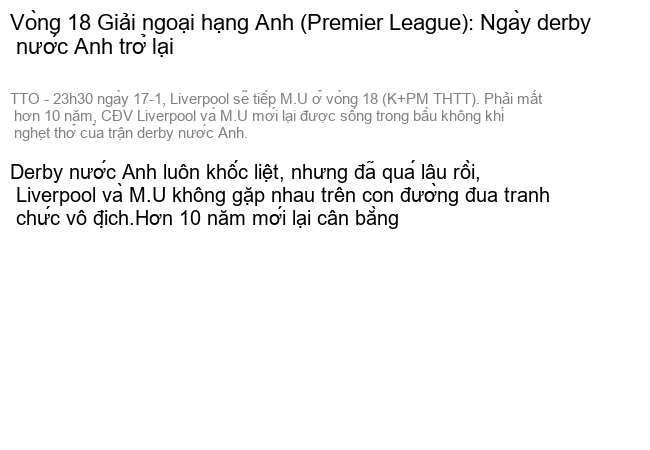 Vòng 18 Giải ngoại hạng Anh (Premier League): Ngày derby
nước Anh trở lại
TTO - 23h30 ngày 17-1, Liverpool sẽ tiếp M.U ở vòng 18 (K+PM THTT). Phải mất
hơn 10 năm, CĐV Liverpool và M.U mới lại được sống trong bầu không khí
nghẹt thở của trận derby nước Anh.
Derby nước Anh luôn khốc liệt, nhưng đã quá lâu rồi,
Liverpool và M.U không gặp nhau trên con đường đua tranh
chức vô địch.Hơn 10 năm mới lại cân bằng